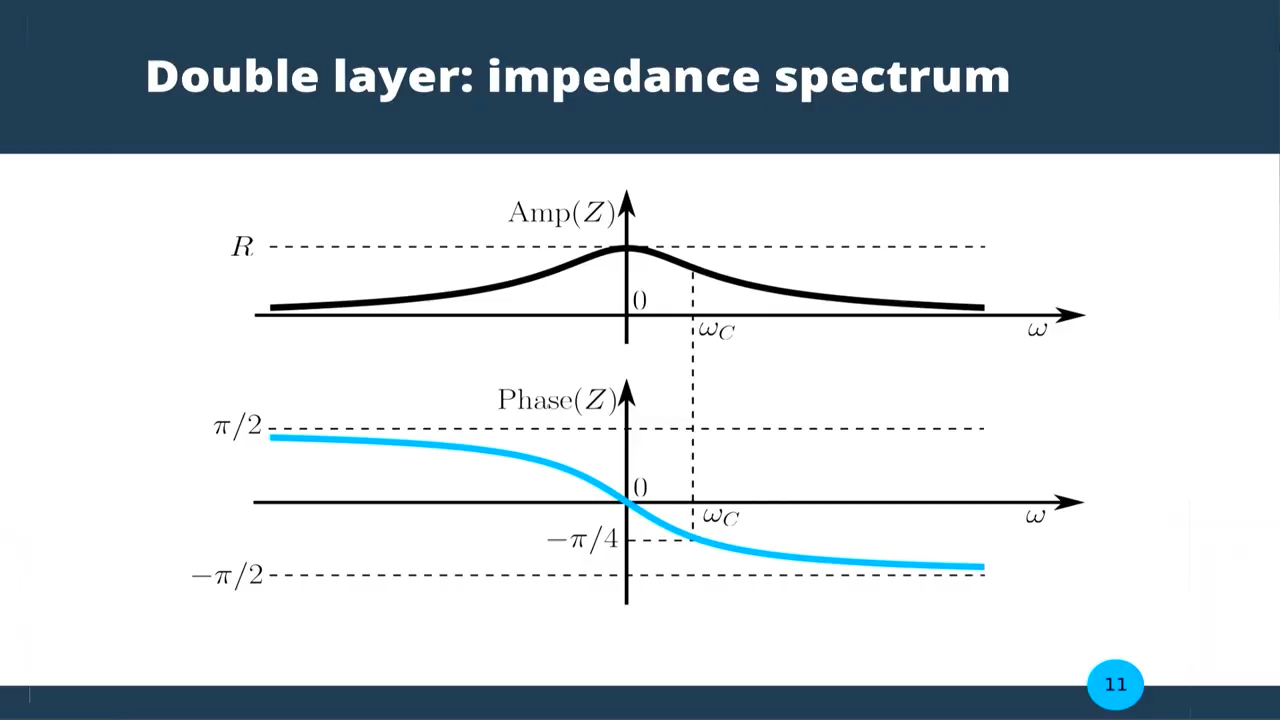 Double layer: impedance spectrum
Amp(Z)
R
0
ω_C
ω
Phase(Z)
π/2
0
ω_C
ω
−π/4
−π/2
11